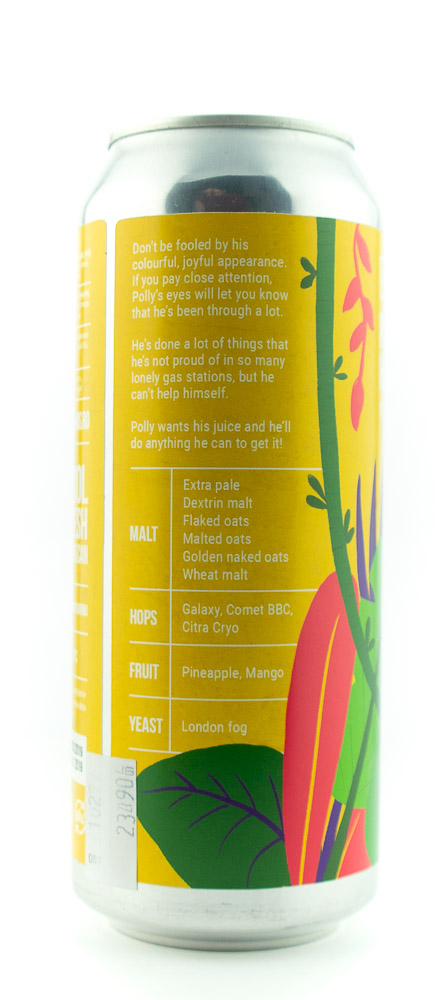 Don't be fooled by his
colourful, joyful appearance.
If you pay close attention,
Polly's eyes will let you know
that he's been through a lot.
He's done a lot of things that
he's not proud of in so many
lonely gas stations, but he
can't help himself.
Polly wants his juice and he'll
do anything he can to get it!
MALT
Extra pale
Dextrin malt
Flaked oats
Malted oats
Golden naked oats
Wheat malt
HOPS
Galaxy, Comet BBC,
Citra Cryo
FRUIT
Pineapple, Mango
YEAST
London fog